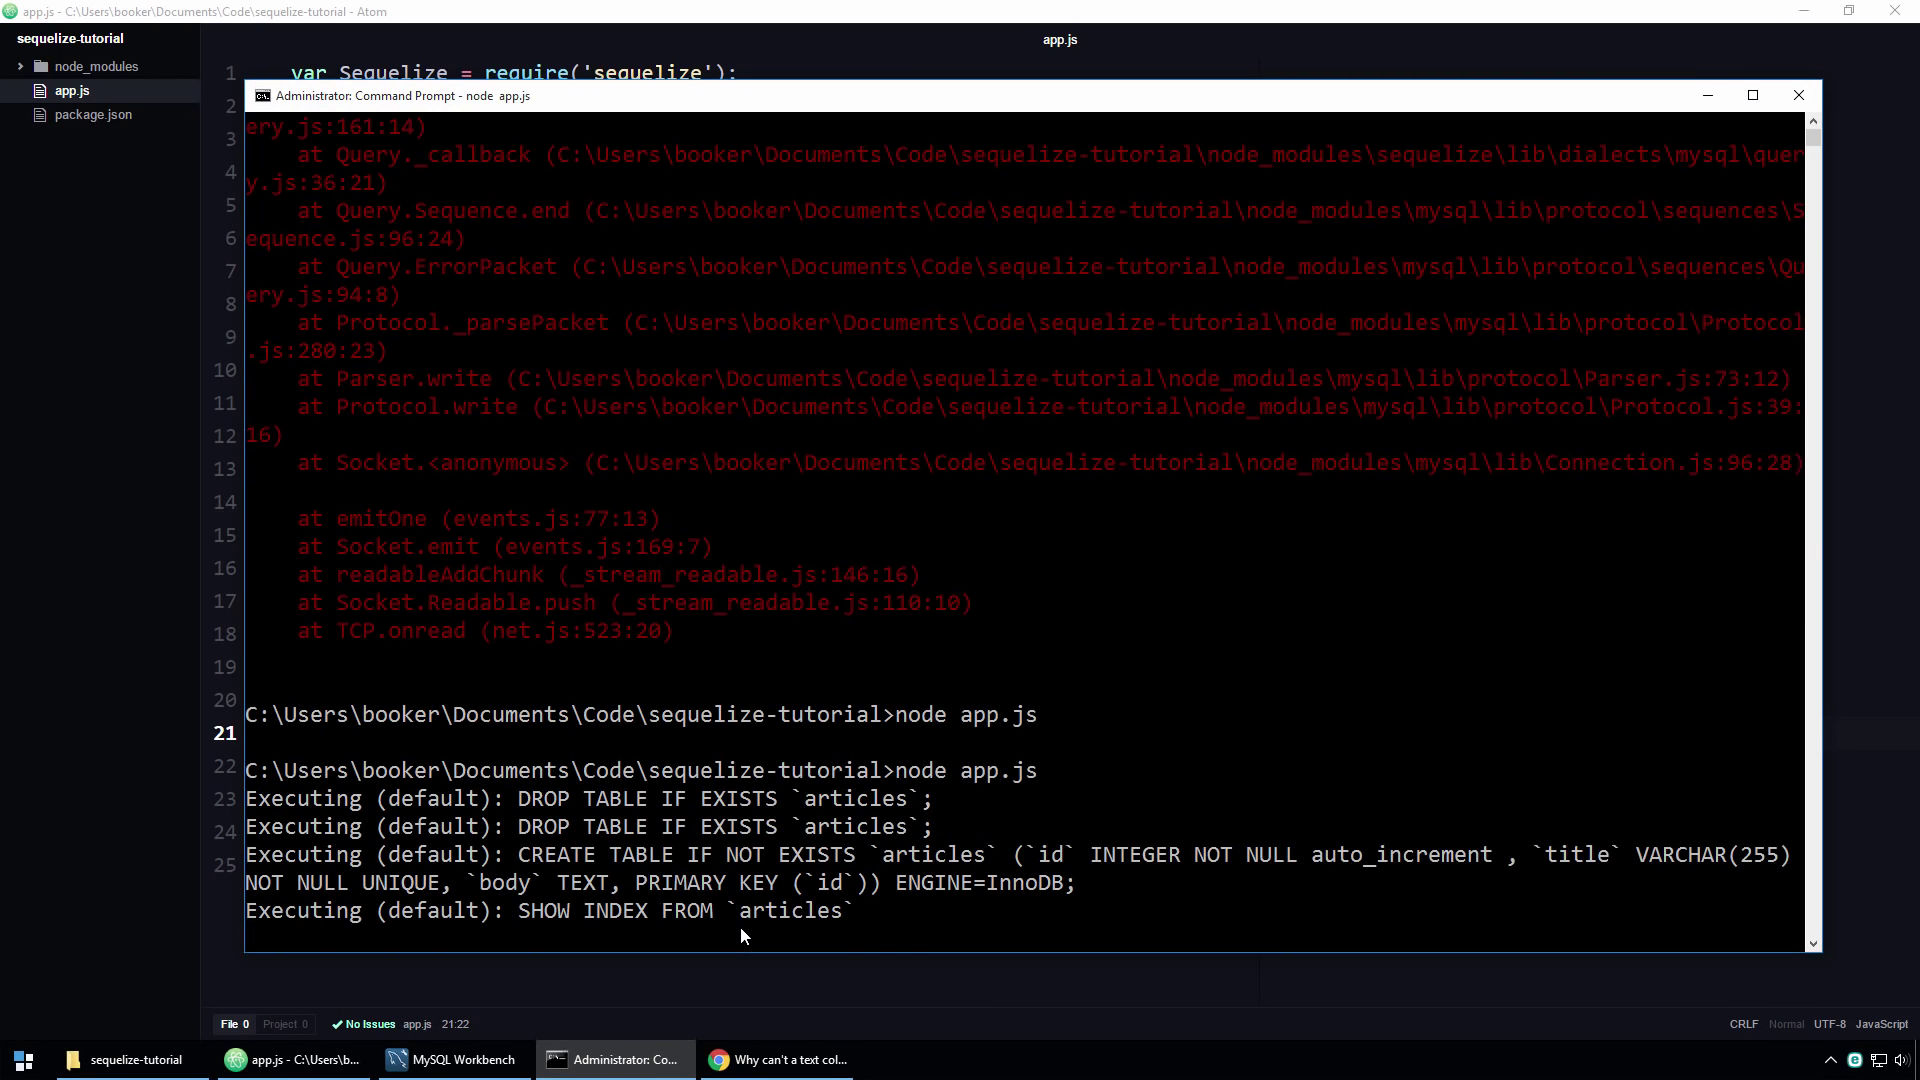 app.js - C:\Users\booker\Documents\Code\sequelize-tutorial - Atom
sequelize-tutorial
node_modules
app.js
package.json
app.js
1 var Sequelize = require('sequelize');
2
3
4
5
6
7
8
9
10
11
12
13
14
15
16
17
18
19
20
21
22
23
24
25
Administrator: Command Prompt - node  app.js
ery.js:161:14)
at Query._callback (C:\Users\booker\Documents\Code\sequelize-tutorial\node_modules\sequelize\lib\dialects\mysql\quer
y.js:36:21)
at Query.Sequence.end (C:\Users\booker\Documents\Code\sequelize-tutorial\node_modules\mysql\lib\protocol\sequences\S
equence.js:96:24)
at Query.ErrorPacket (C:\Users\booker\Documents\Code\sequelize-tutorial\node_modules\mysql\lib\protocol\sequences\Qu
ery.js:94:8)
at Protocol._parsePacket (C:\Users\booker\Documents\Code\sequelize-tutorial\node_modules\mysql\lib\protocol\Protocol
.js:280:23)
at Parser.write (C:\Users\booker\Documents\Code\sequelize-tutorial\node_modules\mysql\lib\protocol\Parser.js:73:12)
at Protocol.write (C:\Users\booker\Documents\Code\sequelize-tutorial\node_modules\mysql\lib\protocol\Protocol.js:39:
16)
at Socket.<anonymous> (C:\Users\booker\Documents\Code\sequelize-tutorial\node_modules\mysql\lib\Connection.js:96:28)
at emitOne (events.js:77:13)
at Socket.emit (events.js:169:7)
at readableAddChunk (_stream_readable.js:146:16)
at Socket.Readable.push (_stream_readable.js:110:10)
at TCP.onread (net.js:523:20)
C:\Users\booker\Documents\Code\sequelize-tutorial>node app.js
C:\Users\booker\Documents\Code\sequelize-tutorial>node app.js
Executing (default): DROP TABLE IF EXISTS `articles`;
Executing (default): DROP TABLE IF EXISTS `articles`;
Executing (default): CREATE TABLE IF NOT EXISTS `articles` (`id` INTEGER NOT NULL auto_increment , `title` VARCHAR(255)
NOT NULL UNIQUE, `body` TEXT, PRIMARY KEY (`id`)) ENGINE=InnoDB;
Executing (default): SHOW INDEX FROM `articles`
File 0 Project 0 No Issues app.js 21:22 CRLF Normal UTF-8 JavaScript
sequelize-tutorial app.js - C:\Users\b... MySQL Workbench Administrator: Co... Why can't a text col...